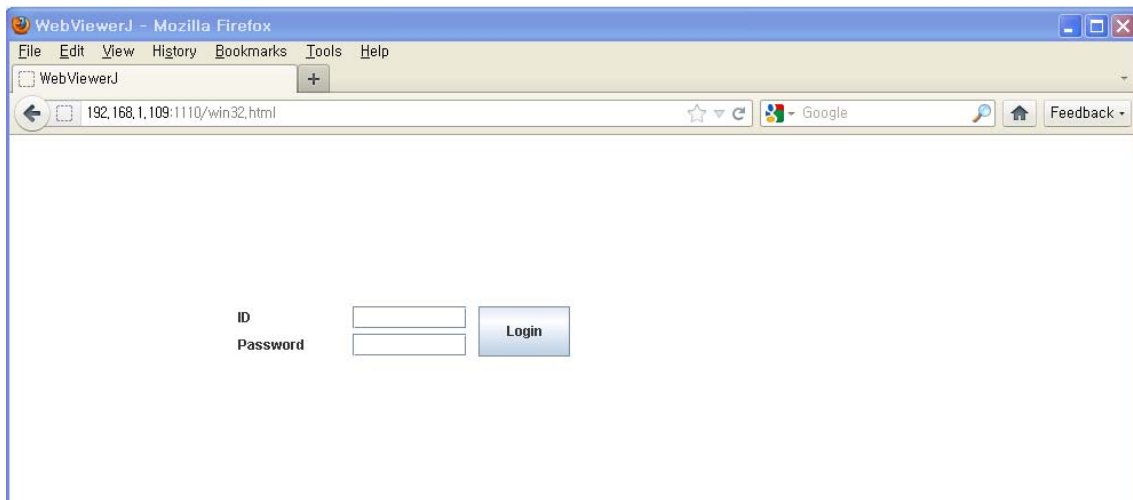 WebViewerJ - Mozilla Firefox
File Edit View History Bookmarks Tools Help
WebViewerJ +
192.168.1.109:1110/win32.html Google Feedback
ID
Password
Login